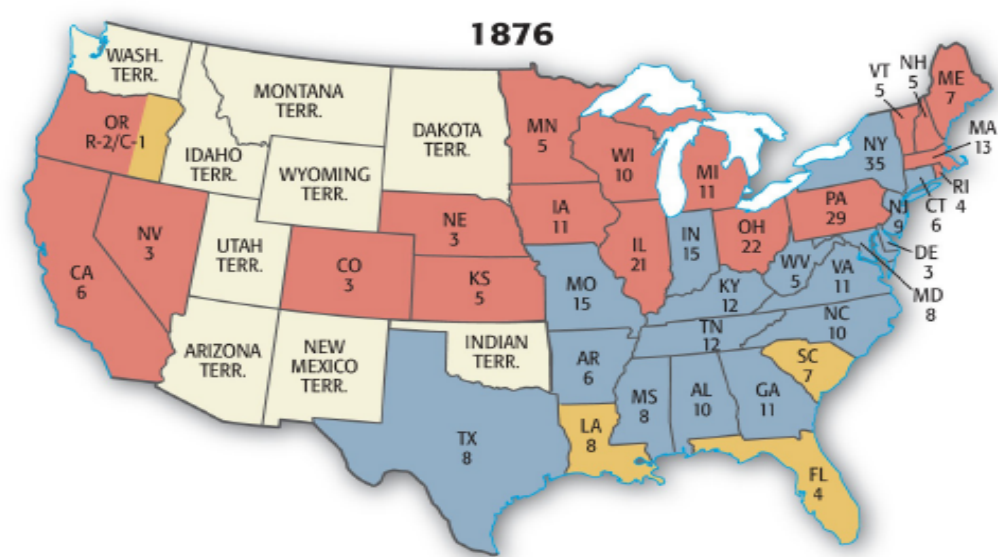 1876
WASH.
TERR.
OR
R-2/C-1
IDAHO
TERR.
MONTANA
TERR.
WYOMING
TERR.
DAKOTA
TERR.
CA
6
NV
3
UTAH
TERR.
ARIZONA
TERR.
CO
3
NEW
MEXICO
TERR.
NE
3
KS
5
INDIAN
TERR.
TX
8
MN
5
IA
11
MO
15
AR
6
LA
8
WI
10
IL
21
MI
11
IN
15
OH
22
KY
12
TN
12
MS
8
AL
10
GA
11
FL
4
SC
7
NC
10
VA
11
WV
5
PA
29
NY
35
VT
5
NH
5
ME
7
MA
13
RI
4
CT
6
NJ
9
DE
3
MD
8